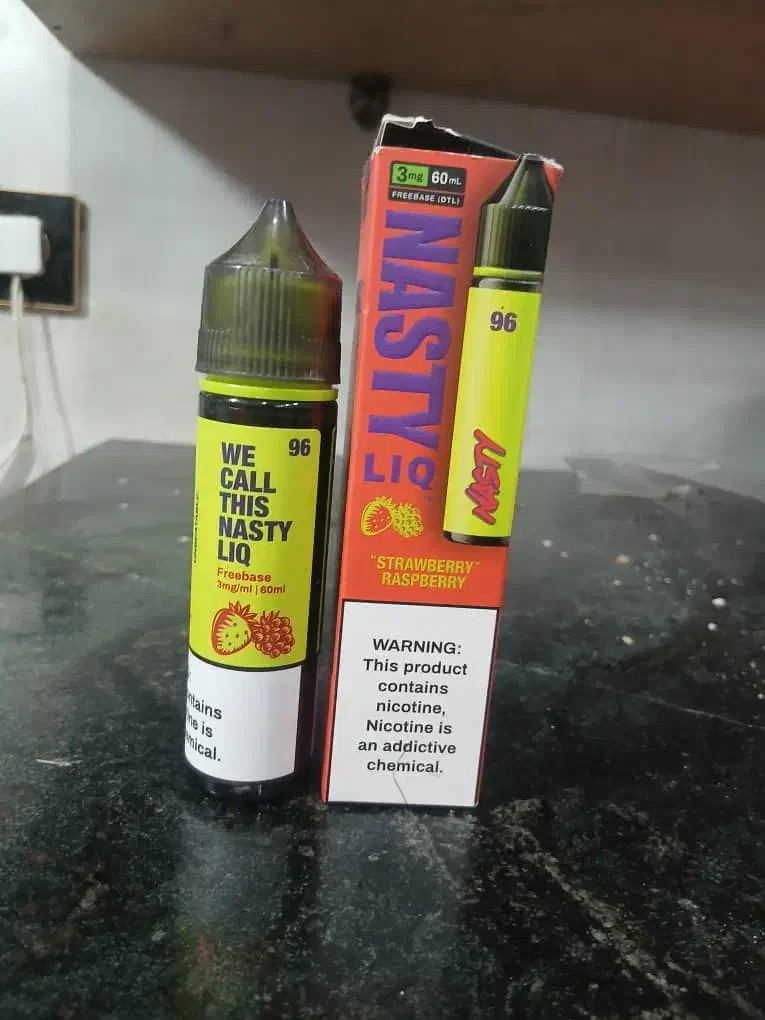 WE
CALL
THIS
NASTY
LIQ
96
Freebase
3mg/ml | 60ml
ntains
ne is
mical.
3mg 60mL
FREEBASE (DTL)
NASTY
LIQ
96
NASTY
"STRAWBERRY"
RASPBERRY
WARNING:
This product
contains
nicotine,
Nicotine is
an addictive
chemical.